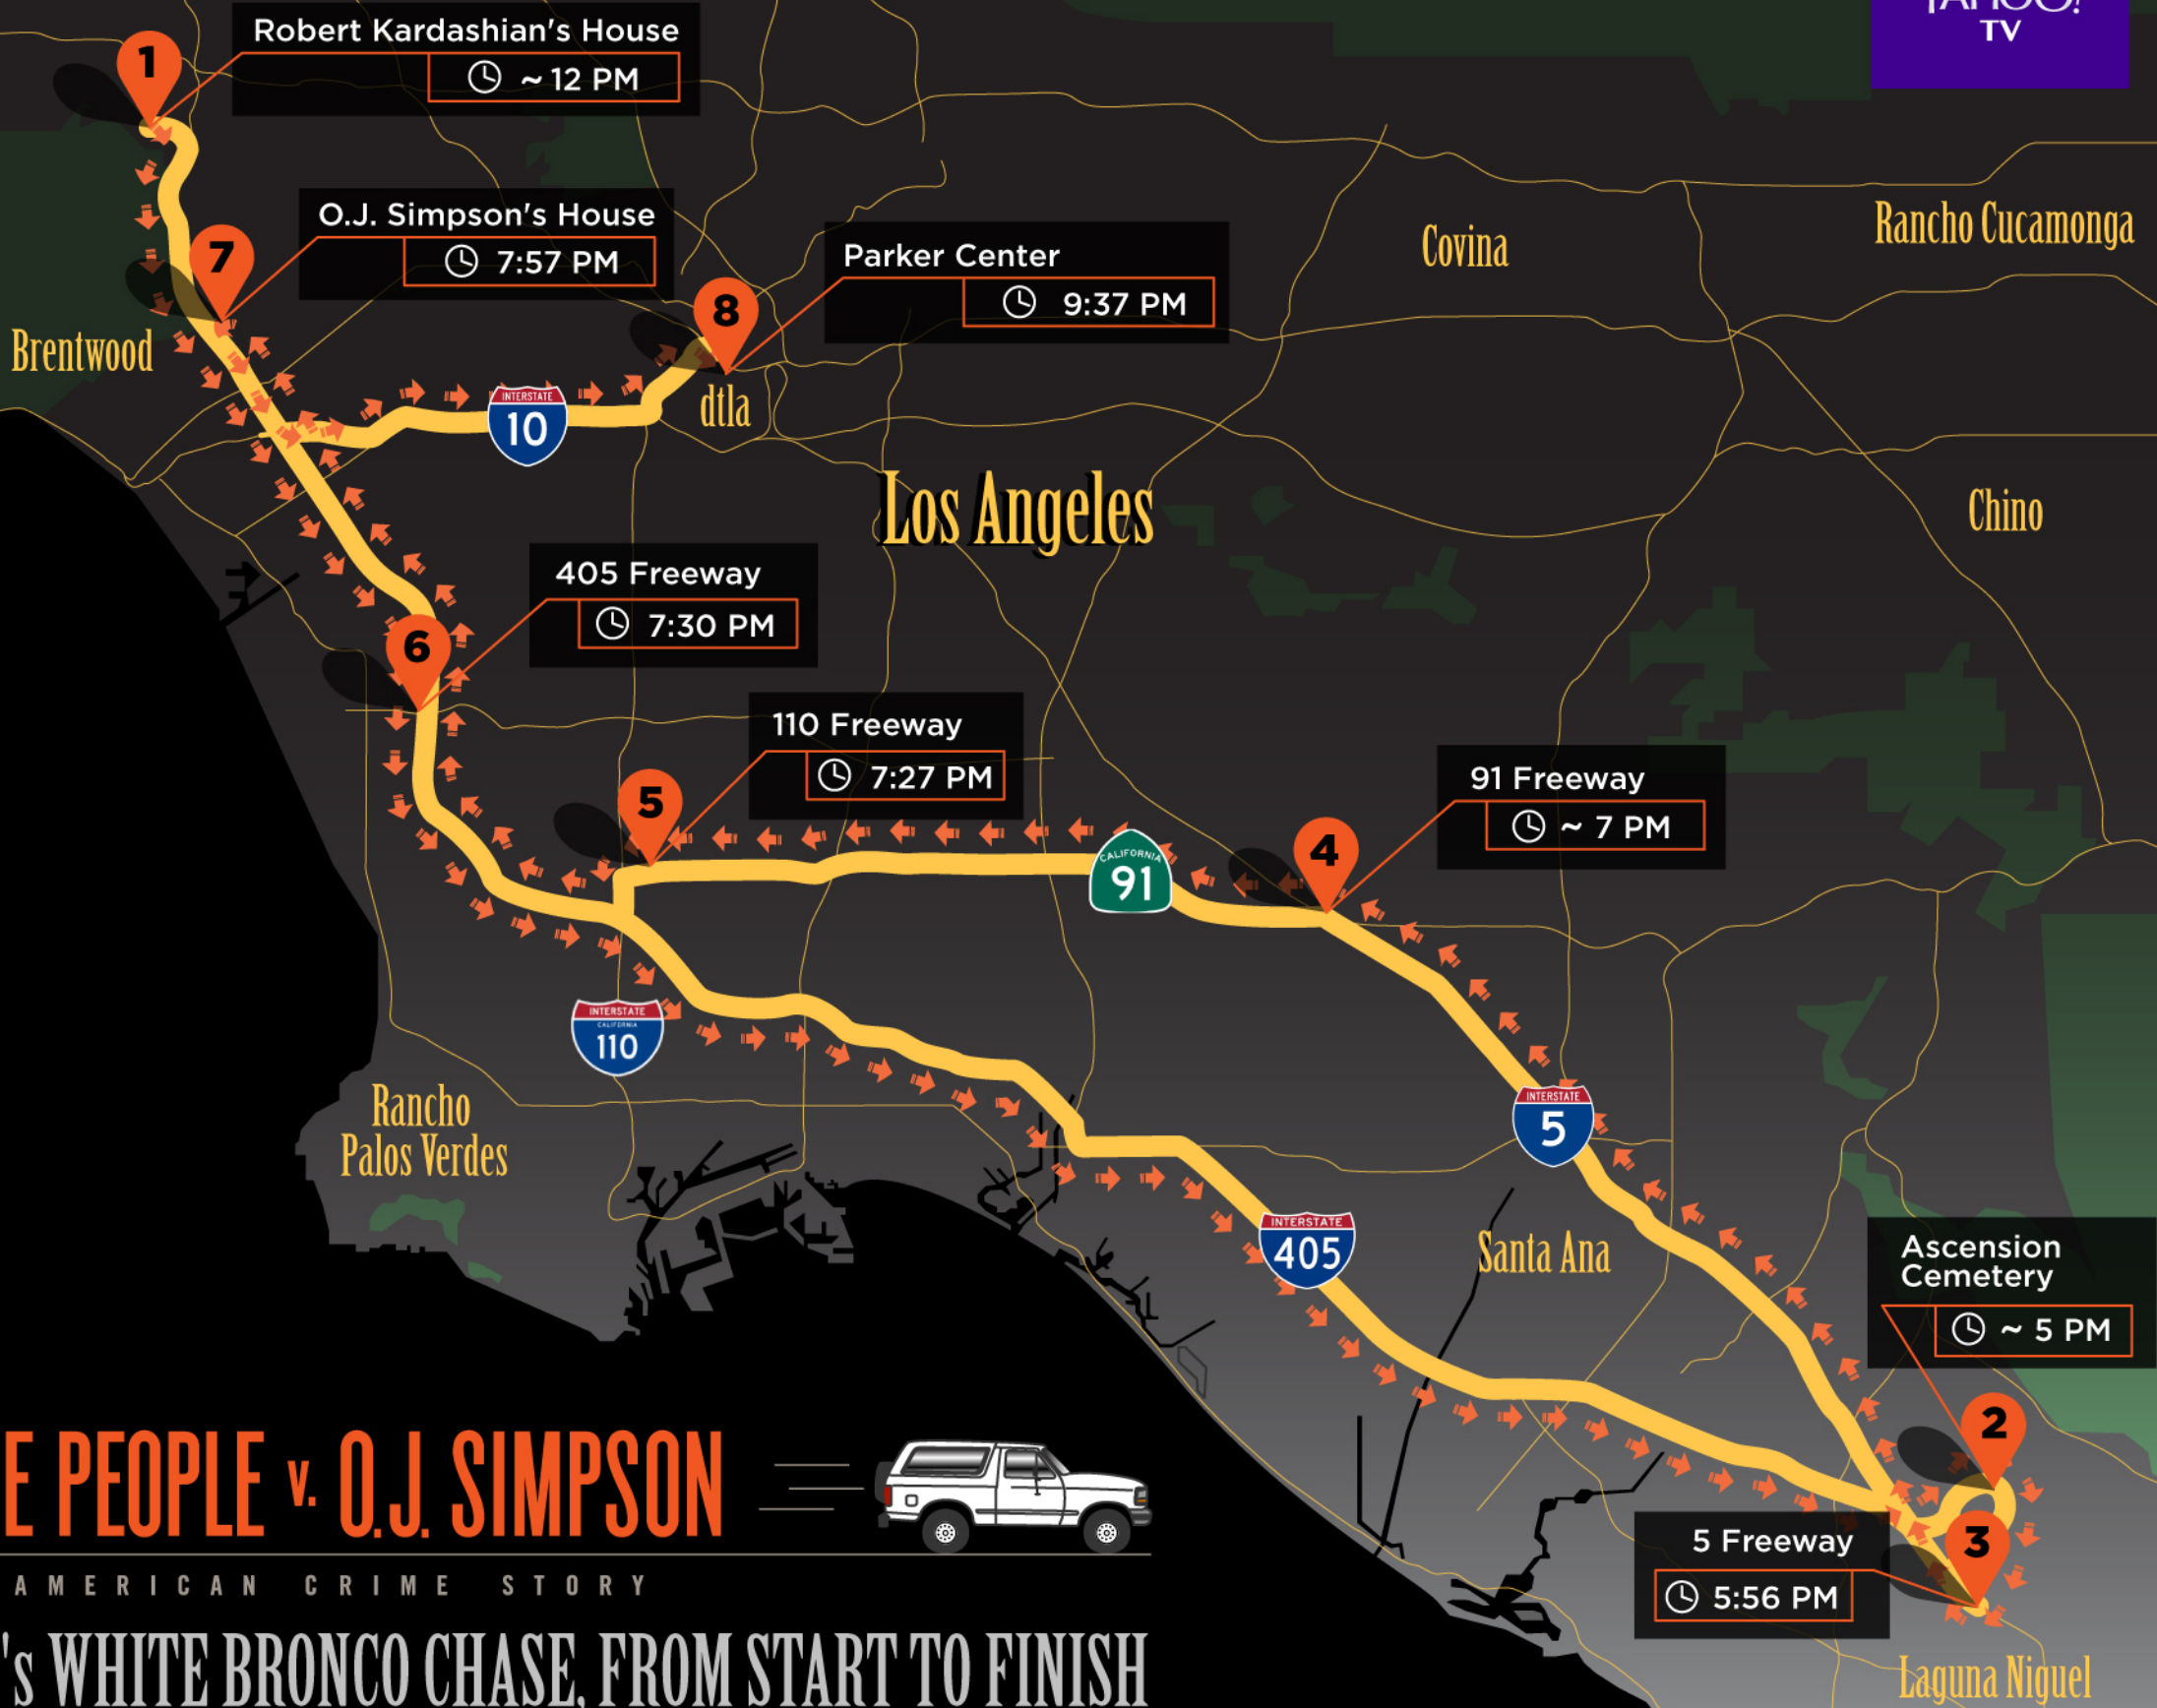 YAHOO!
TV
1
Robert Kardashian's House
~ 12 PM
7
O.J. Simpson's House
7:57 PM
8
Parker Center
9:37 PM
Covina
Rancho Cucamonga
Brentwood
INTERSTATE
10
dtla
Los Angeles
Chino
6
405 Freeway
7:30 PM
5
110 Freeway
7:27 PM
4
91 Freeway
~ 7 PM
CALIFORNIA
91
INTERSTATE
CALIFORNIA
110
Rancho
Palos Verdes
INTERSTATE
5
INTERSTATE
405
Santa Ana
Ascension
Cemetery
~ 5 PM
2
3
5 Freeway
5:56 PM
Laguna Niguel
E PEOPLE v. O.J. SIMPSON
AMERICAN CRIME STORY
's WHITE BRONCO CHASE, FROM START TO FINISH